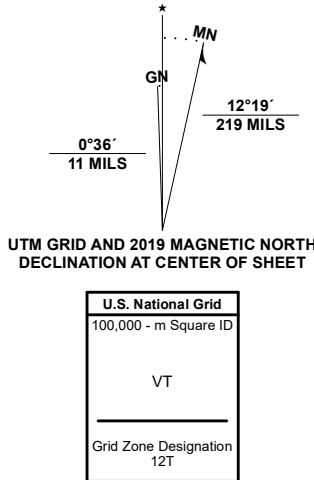 ★
MN
GN
12°19´
219 MILS
0°36´
11 MILS
UTM GRID AND 2019 MAGNETIC NORTH
DECLINATION AT CENTER OF SHEET
U.S. National Grid
100,000 - m Square ID
VT
Grid Zone Designation
12T